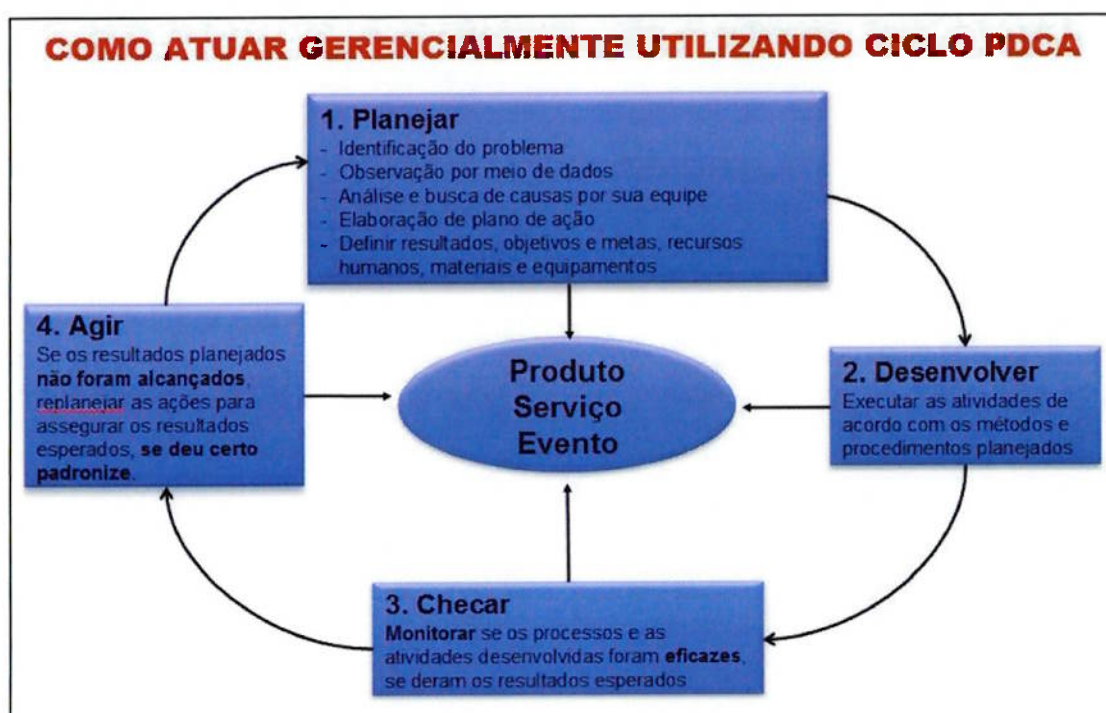 COMO ATUAR GERENCIALMENTE UTILIZANDO CICLO PDCA
1. Planejar
- Identificação do problema
- Observação por meio de dados
- Análise e busca de causas por sua equipe
- Elaboração de plano de ação
- Definir resultados, objetivos e metas, recursos
humanos, materiais e equipamentos
2. Desenvolver
Executar as atividades de
acordo com os métodos e
procedimentos planejados
3. Checar
Monitorar se os processos e as
atividades desenvolvidas foram eficazes,
se deram os resultados esperados
4. Agir
Se os resultados planejados
não foram alcançados,
replanejar as ações para
assegurar os resultados
esperados, se deu certo
padronize.
Produto
Serviço
Evento